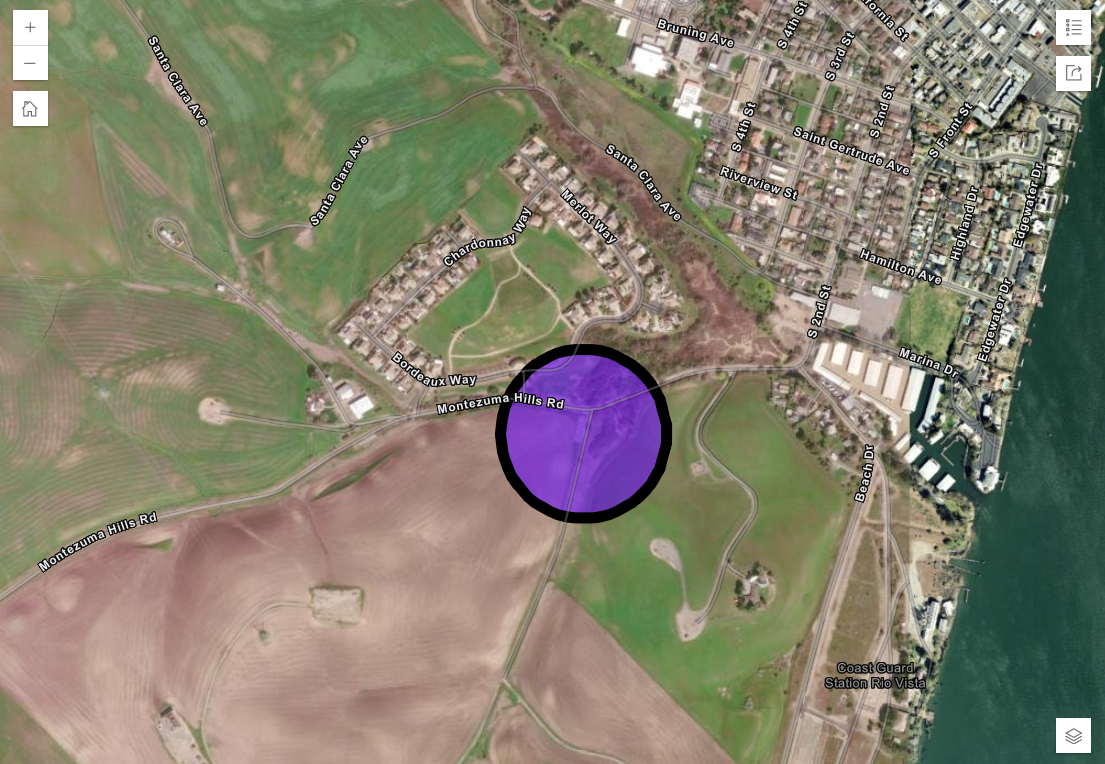 Bruning Ave
S 4th St
S 3rd St
Santa Clara Ave
S 2nd St
S Front St
S 4th St
Saint Gertrude Ave
Santa Clara Ave
Santa Clara Ave
Riverview St
Merlot Way
Chardonnay Way
Highland Dr
Edgewater Dr
Hamilton Ave
S 2nd St
Edgewater Dr
Marina Dr
Bordeaux Way
Montezuma Hills Rd
Beach Dr
Montezuma Hills Rd
Coast Guard
Station Rio Vista